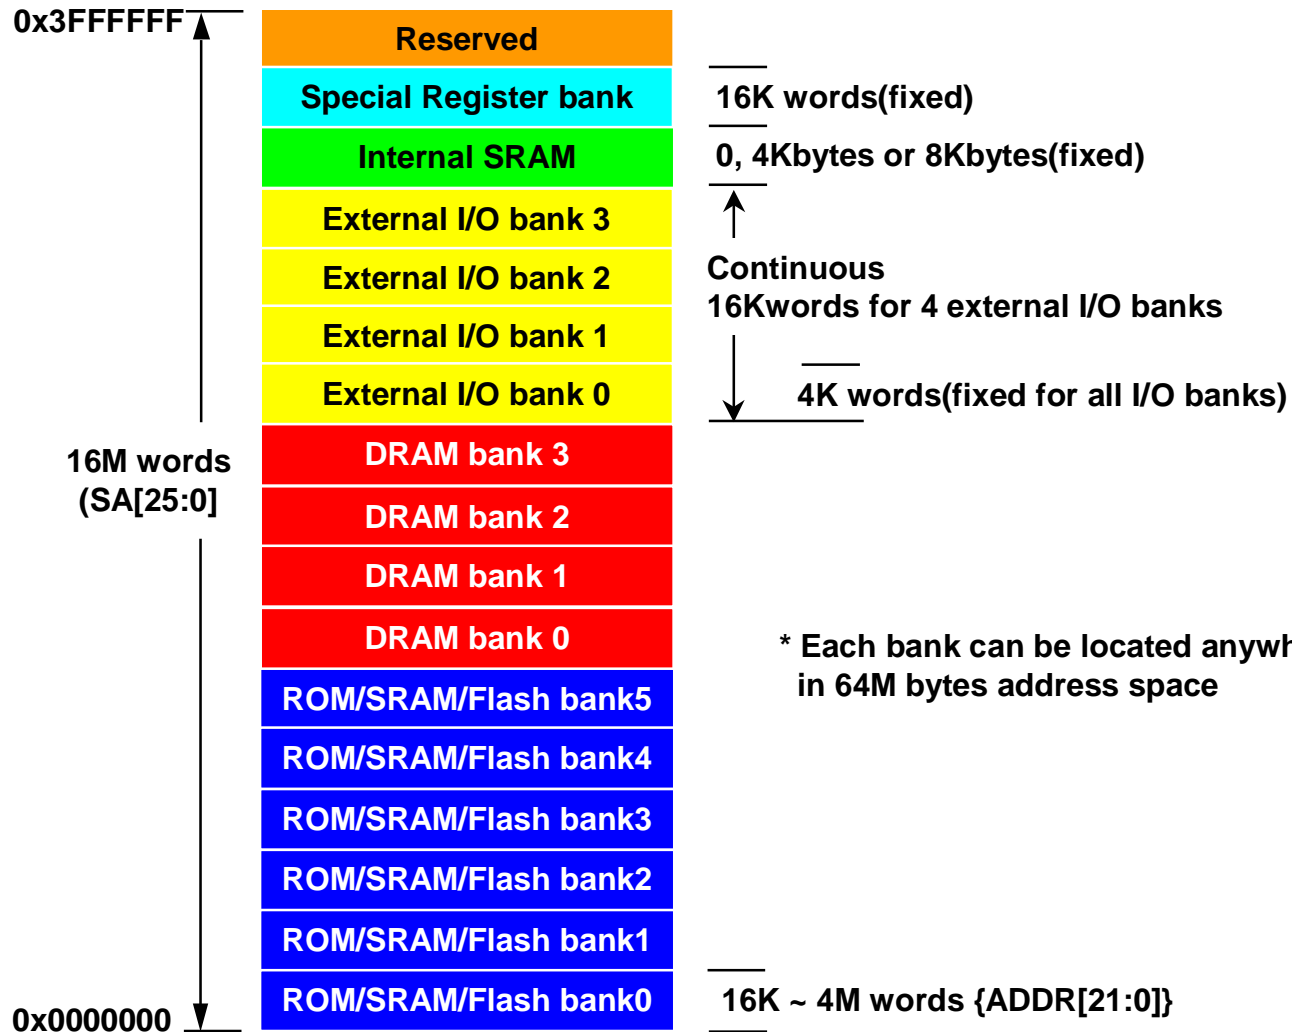 0x3FFFFFF
Reserved
Special Register bank
16K words(fixed)
Internal SRAM
0, 4Kbytes or 8Kbytes(fixed)
External I/O bank 3
External I/O bank 2
Continuous
16Kwords for 4 external I/O banks
External I/O bank 1
External I/O bank 0
4K words(fixed for all I/O banks)
DRAM bank 3
16M words
(SA[25:0]
DRAM bank 2
DRAM bank 1
DRAM bank 0
* Each bank can be located
in 64M bytes address space
ROM/SRAM/Flash bank5
ROM/SRAM/Flash bank4
ROM/SRAM/Flash bank3
ROM/SRAM/Flash bank2
ROM/SRAM/Flash bank1
ROM/SRAM/Flash bank0
16K ~ 4M words {ADDR[21:0]}
0x0000000